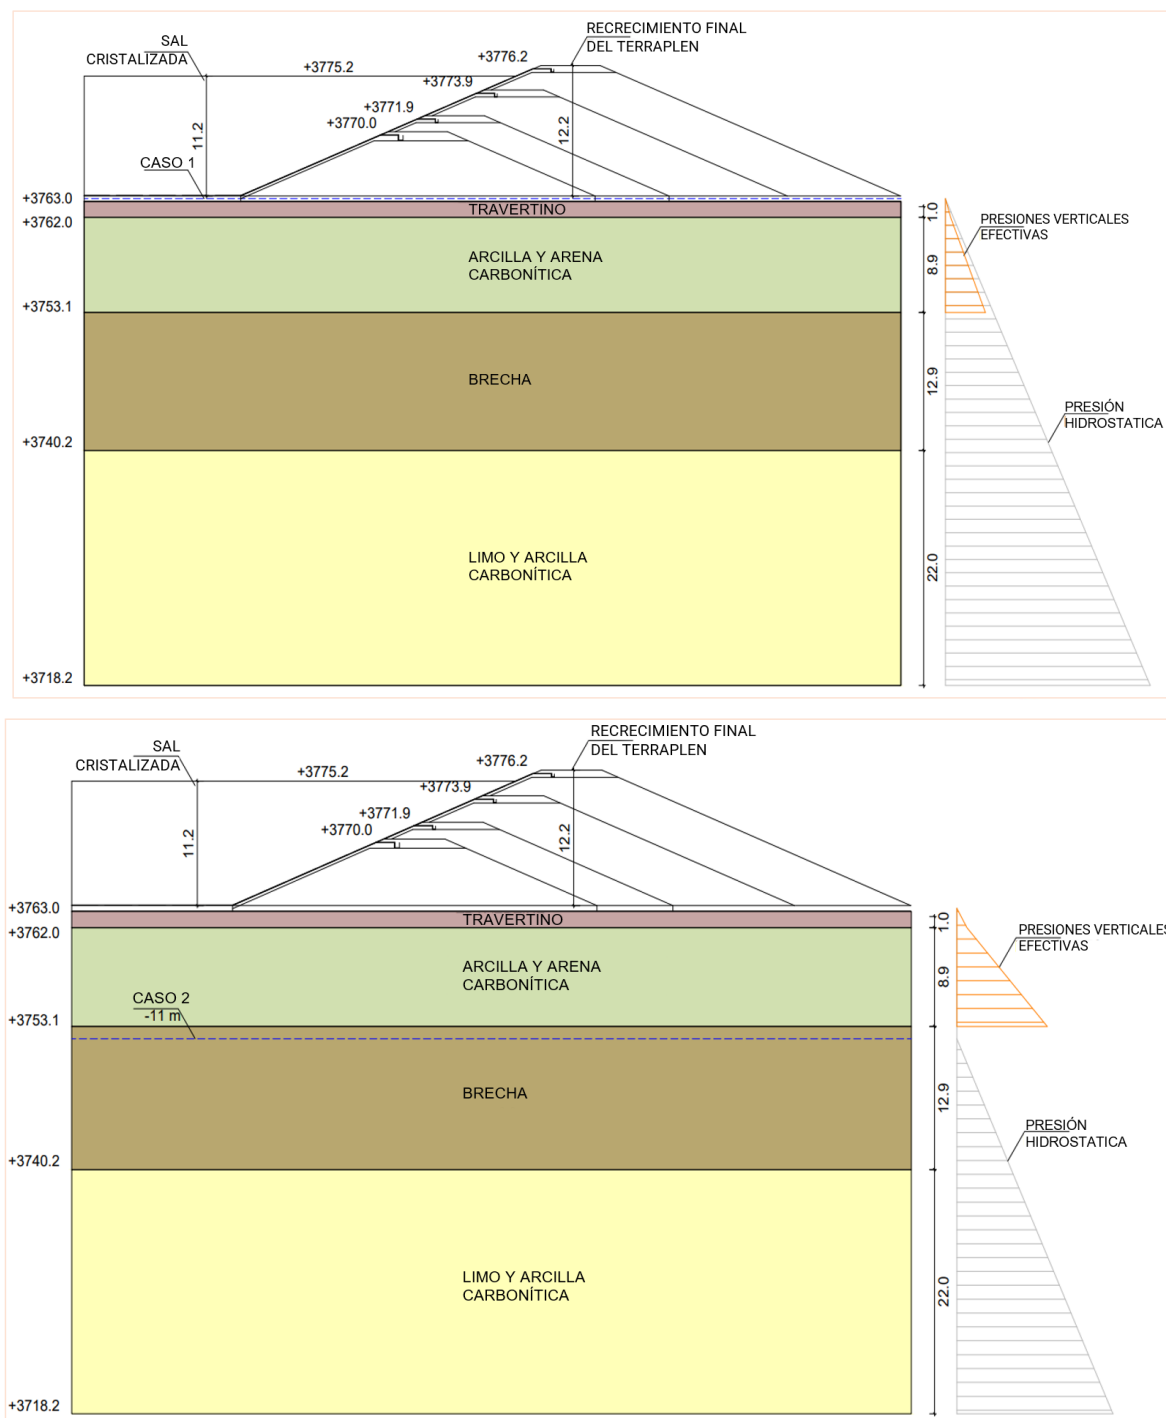 RECRECIMIENTO FINAL
DEL TERRAPLEN
SAL
CRISTALIZADA
+3776.2
+3775.2
+3773.9
+3771.9
+3770.0
11.2
12.2
CASO 1
+3763.0
TRAVERTINO
+3762.0
1.0
PRESIONES VERTICALES
EFECTIVAS
ARCILLA Y ARENA
CARBONÍTICA
8.9
+3753.1
BRECHA
12.9
PRESIÓN
HIDROSTATICA
+3740.2
LIMO Y ARCILLA
CARBONÍTICA
22.0
+3718.2
RECRECIMIENTO FINAL
DEL TERRAPLEN
SAL
CRISTALIZADA
+3776.2
+3775.2
+3773.9
+3771.9
+3770.0
11.2
12.2
+3763.0
TRAVERTINO
+3762.0
1.0
PRESIONES VERTICALES
EFECTIVAS
ARCILLA Y ARENA
CARBONÍTICA
8.9
CASO 2
-11 m
+3753.1
BRECHA
12.9
PRESIÓN
HIDROSTATICA
+3740.2
LIMO Y ARCILLA
CARBONÍTICA
22.0
+3718.2